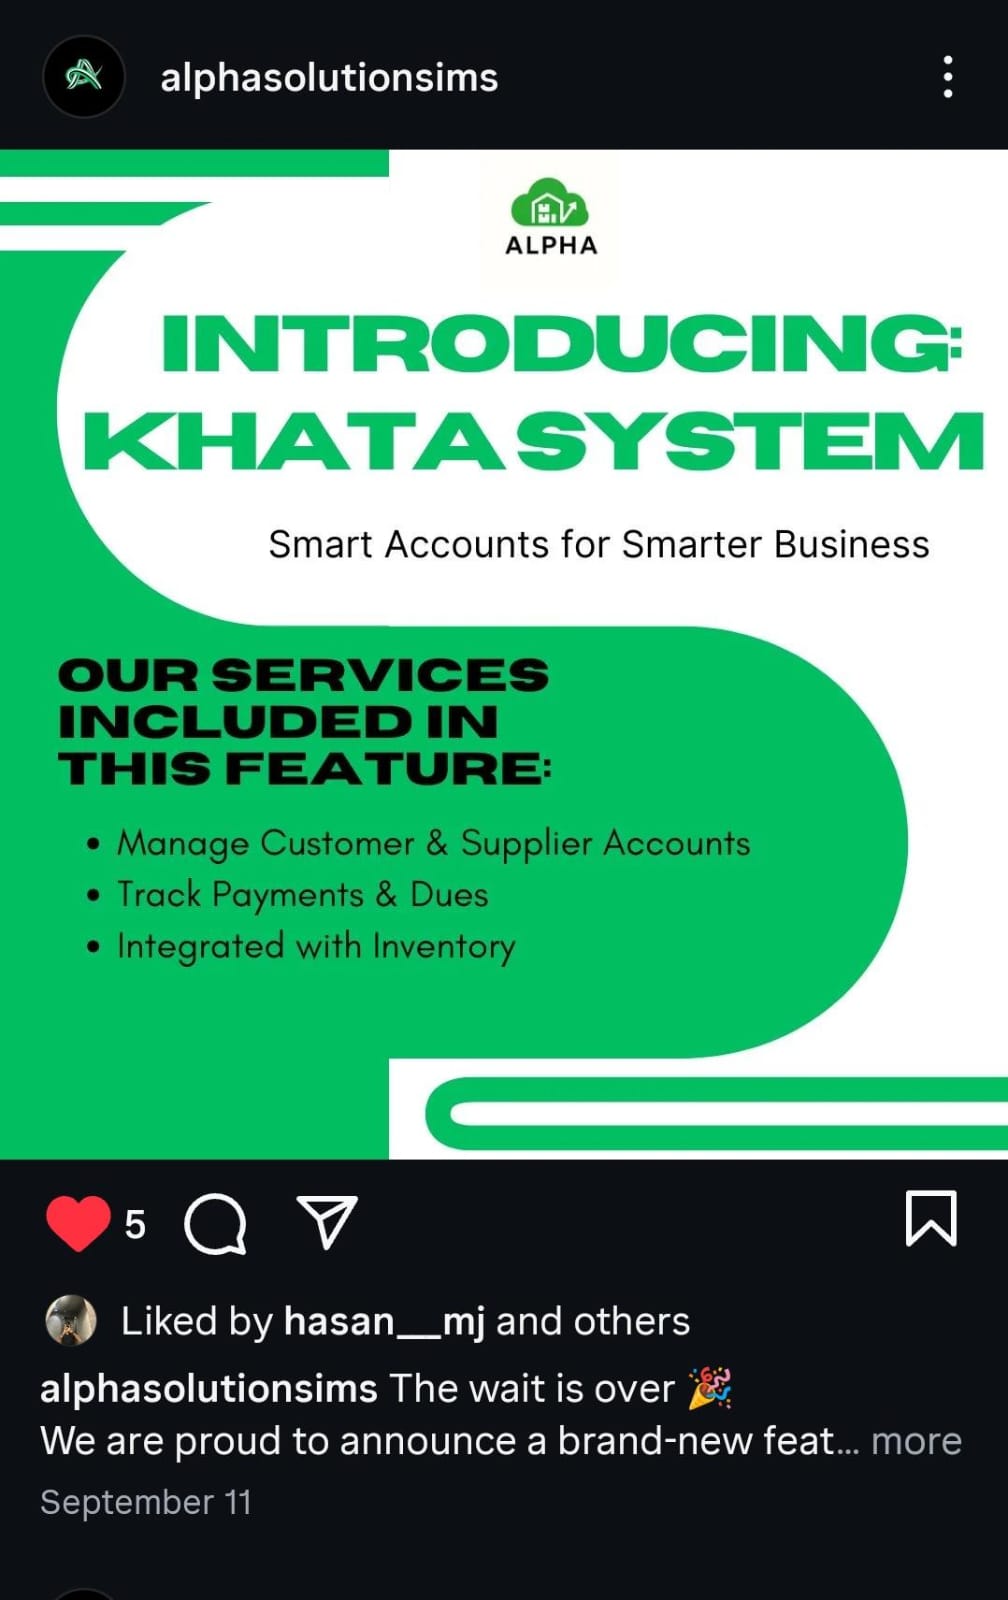 alphasolutionsims
ALPHA
INTRODUCING:
KHATA SYSTEM
Smart Accounts for Smarter Business
OUR SERVICES
INCLUDED IN
THIS FEATURE:
• Manage Customer & Supplier Accounts
• Track Payments & Dues
• Integrated with Inventory
5
Liked by hasan__mj and others
alphasolutionsims The wait is over 🎉
We are proud to announce a brand-new feat... more
September 11